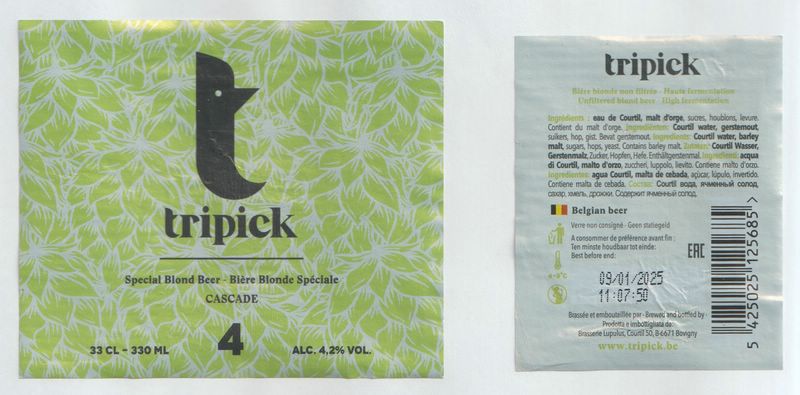 tripick
Special Blond Beer - Bière Blonde Spéciale
CASCADE
33 CL – 330 ML
4
ALC. 4,2% VOL.
tripick
Bière blonde non filtrée - Haute fermentation
Unfiltered blond beer - High fermentation
Ingrédients : eau de Courtil, malt d'orge, sucres, houblons, levure.
Contient du malt d'orge. Ingrediënten: Courtil water, gerstemout,
suikers, hop, gist. Bevat gerstemout. Ingredients: Courtil water, barley
malt, sugars, hops, yeast. Contains barley malt. Zutaten: Courtil Wasser,
Gerstenmalz, Zucker, Hopfen, Hefe. Enthältgerstenmal. Ingredienti: acqua
di Courtil, malto d'orzo, zuccheri, luppolo, lievito. Contiene malto d'orzo.
Ingredientes: agua Courtil, malta de cebada, açúcar, lúpulo, invertido.
Contiene malta de cebada. Состав: Courtil вода, ячменный солод,
сахар, хмель, дрожжи. Содержит ячменный солод.
Belgian beer
Verre non consigné - Geen statiegeld
A consommer de préférence avant fin :
Ten minste houdbaar tot einde:
Best before end:
EAC
4-8°C
09/01/2025
11:07:50
Brassée et embouteillée par - Brewed and bottled by
Prodotta e imbottigliata da:
Brasserie Lupulus, Courtil 50, B-6671 Bovigny
www.tripick.be
5 425025 125685 >